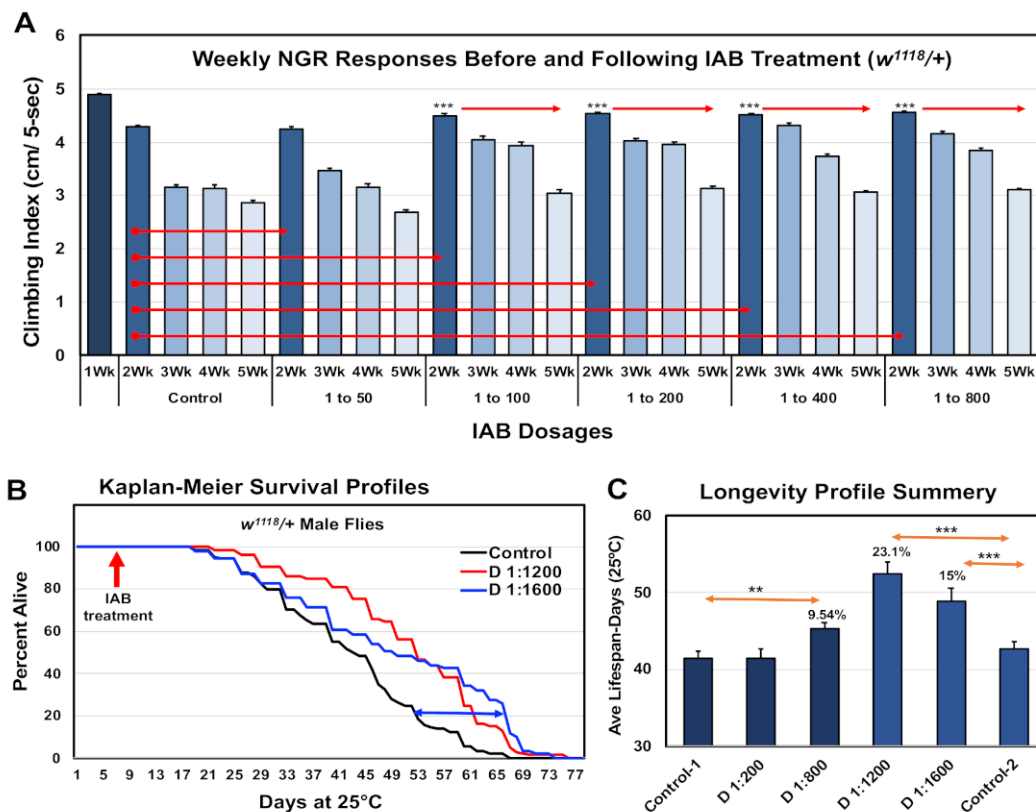 A
Weekly NGR Responses Before and Following IAB Treatment (w1118/+)
Climbing Index (cm/ 5-sec)
6
5
4
3
2
1
0
*** *** *** ***
1Wk 2Wk 3Wk 4Wk 5Wk 2Wk 3Wk 4Wk 5Wk 2Wk 3Wk 4Wk 5Wk 2Wk 3Wk 4Wk 5Wk 2Wk 3Wk 4Wk 5Wk 2Wk 3Wk 4Wk 5Wk
Control 1 to 50 1 to 100 1 to 200 1 to 400 1 to 800
IAB Dosages
B
Kaplan-Meier Survival Profiles
w1118/+ Male Flies
Percent Alive
100
80
60
40
20
0
IAB
treatment
Control
D 1:1200
D 1:1600
1 5 9 13 17 21 25 29 33 37 41 45 49 53 57 61 65 69 73 77
Days at 25°C
C
Longevity Profile Summery
Ave Lifespan-Days (25ºC)
60
50
40
30
***
23.1%
***
15%
**
9.54%
Control-1 D 1:200 D 1:800 D 1:1200 D 1:1600 Control-2